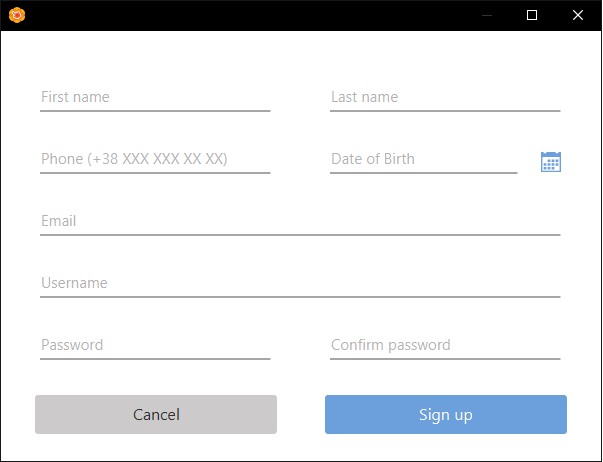 First name
Last name
Phone (+38 XXX XXX XX XX)
Date of Birth
Email
Username
Password
Confirm password
Cancel
Sign up